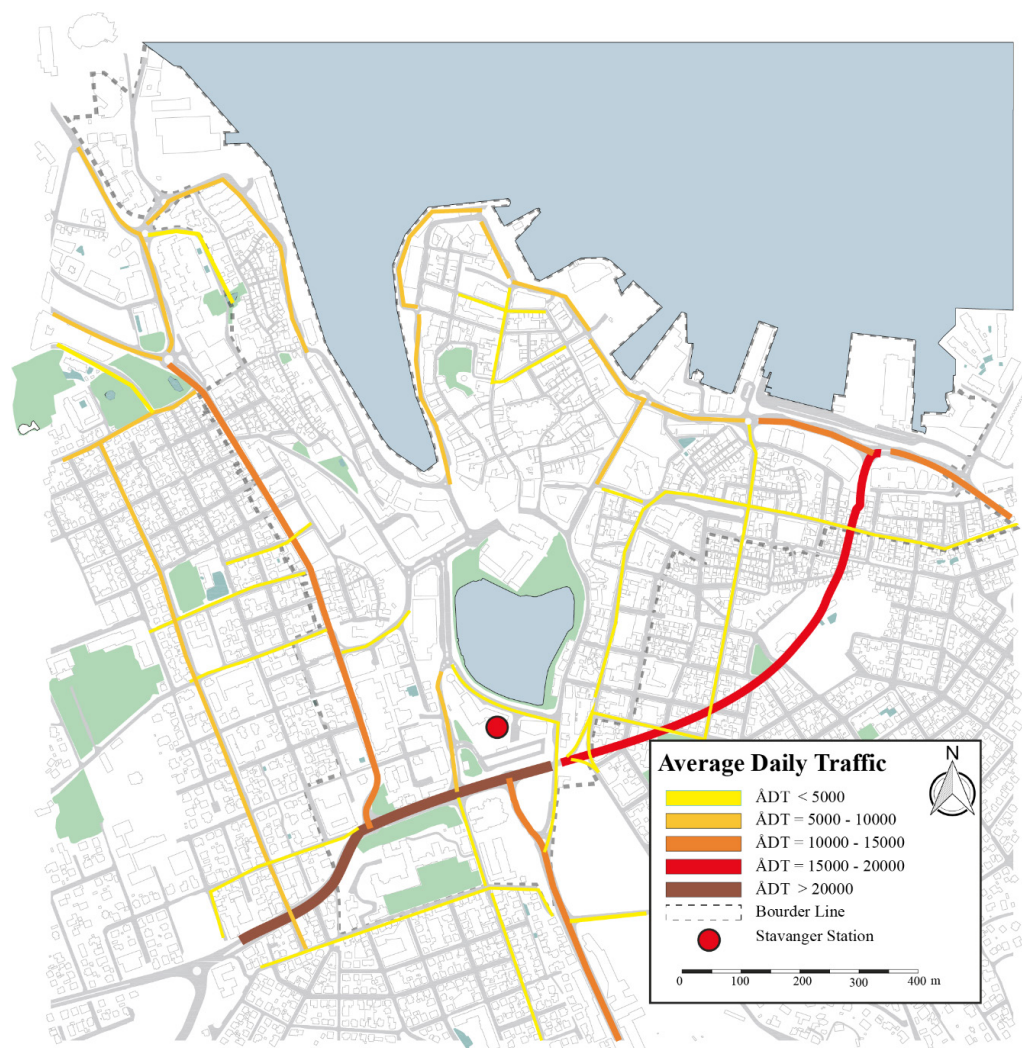 Average Daily Traffic
N
ÅDT < 5000
ÅDT = 5000 - 10000
ÅDT = 10000 - 15000
ÅDT = 15000 - 20000
ÅDT > 20000
Bourder Line
Stavanger Station
0 100 200 300 400 m